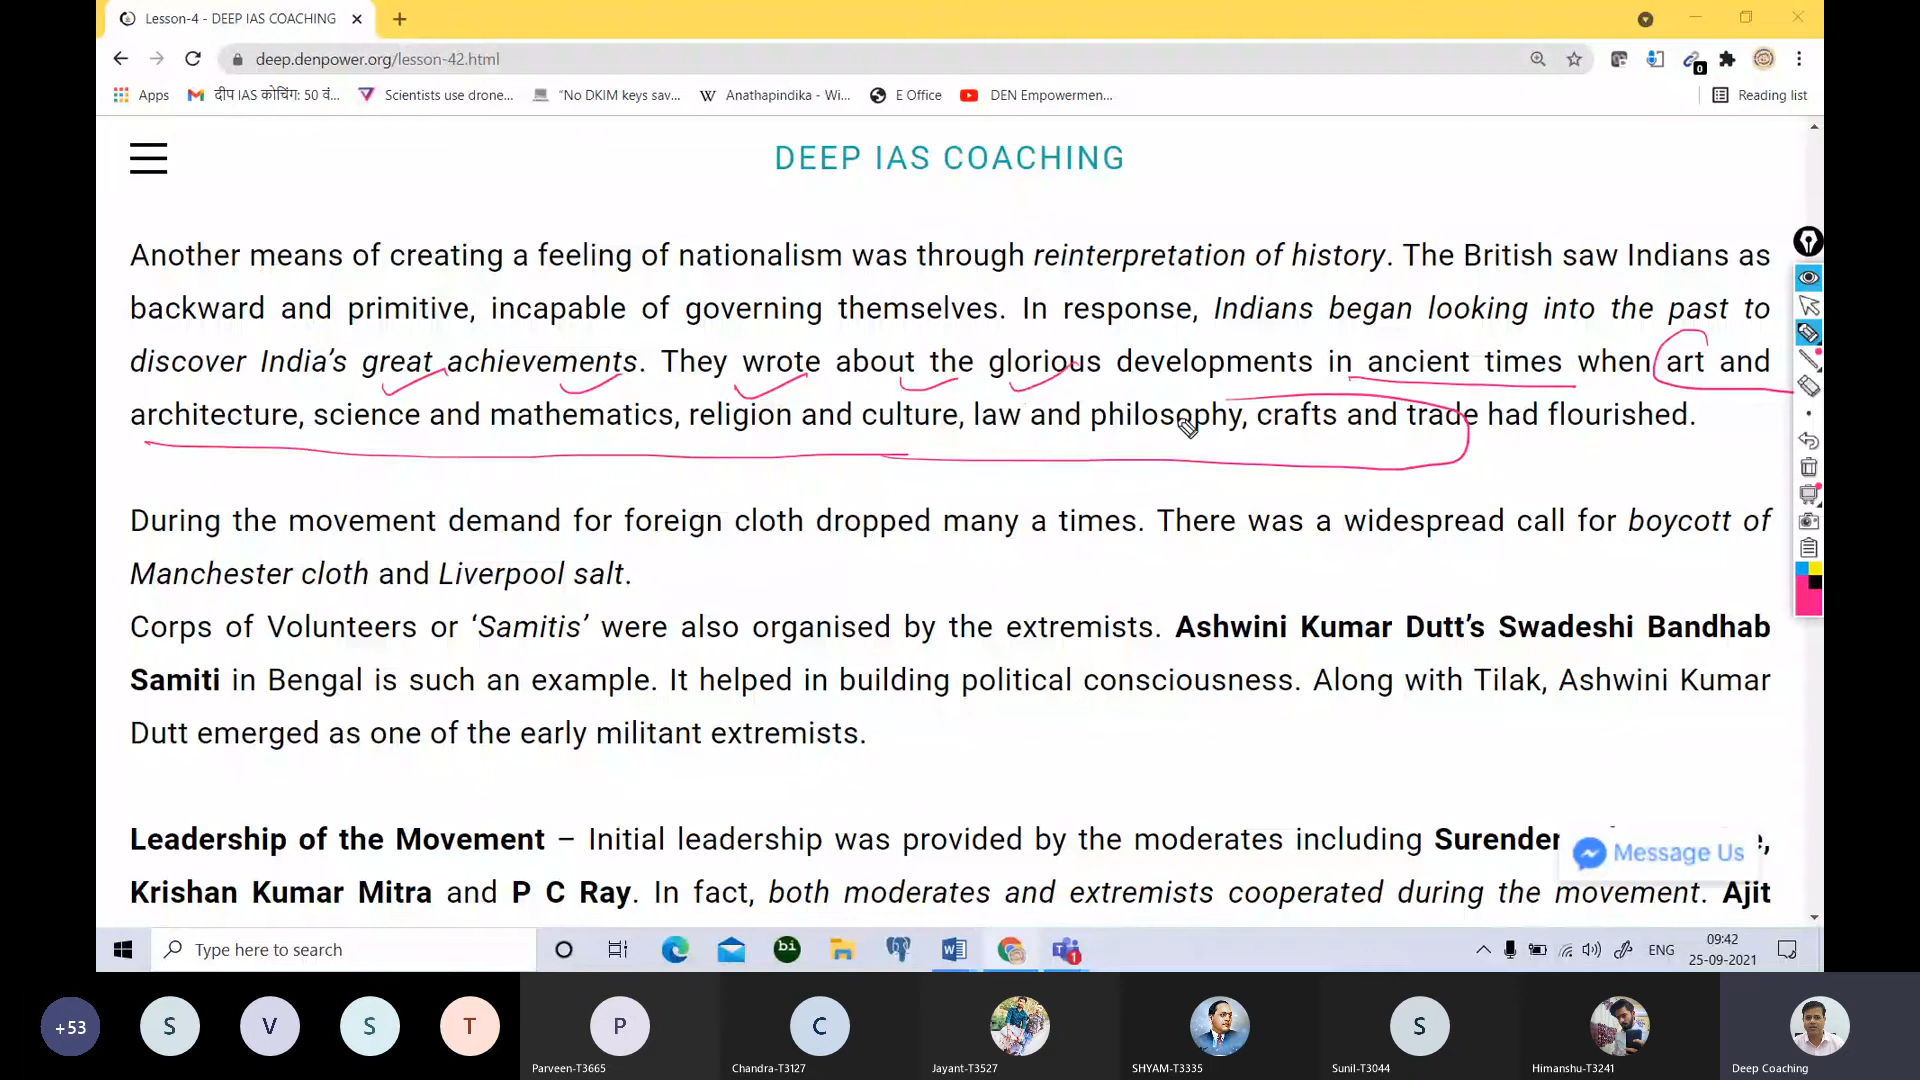 Lesson-4 - DEEP IAS COACHING
deep.denpower.org/lesson-42.html
Apps दीप IAS कोचिंग: 50 वं... Scientists use drone... "No DKIM keys sav... Anathapindika - Wi... E Office DEN Empowermen... Reading list
DEEP IAS COACHING
Another means of creating a feeling of nationalism was through reinterpretation of history. The British saw Indians as
backward and primitive, incapable of governing themselves. In response, Indians began looking into the past to
discover India's great achievements. They wrote about the glorious developments in ancient times when art and
architecture, science and mathematics, religion and culture, law and philosophy, crafts and trade had flourished.
During the movement demand for foreign cloth dropped many a times. There was a widespread call for boycott of
Manchester cloth and Liverpool salt.
Corps of Volunteers or 'Samitis' were also organised by the extremists. Ashwini Kumar Dutt's Swadeshi Bandhab
Samiti in Bengal is such an example. It helped in building political consciousness. Along with Tilak, Ashwini Kumar
Dutt emerged as one of the early militant extremists.
Leadership of the Movement – Initial leadership was provided by the moderates including
Message Us
Krishan Kumar Mitra and P C Ray. In fact, both moderates and extremists cooperated during the movement. Ajit
Type here to search
bi
1
ENG
09:42
25-09-2021
+53 S V S T P C S
Parveen-T3665 Chandra-T3127 Jayant-T3527 SHYAM-T3335 Sunil-T3044 Himanshu-T3241 Deep Coaching